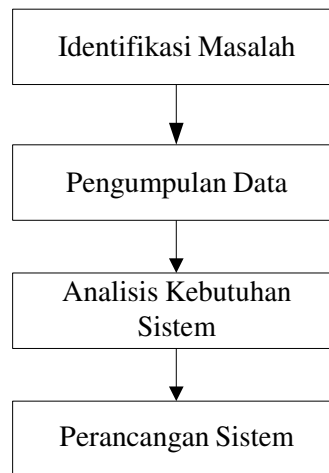 Identifikasi Masalah
Pengumpulan Data
Analisis Kebutuhan
Sistem
Perancangan Sistem